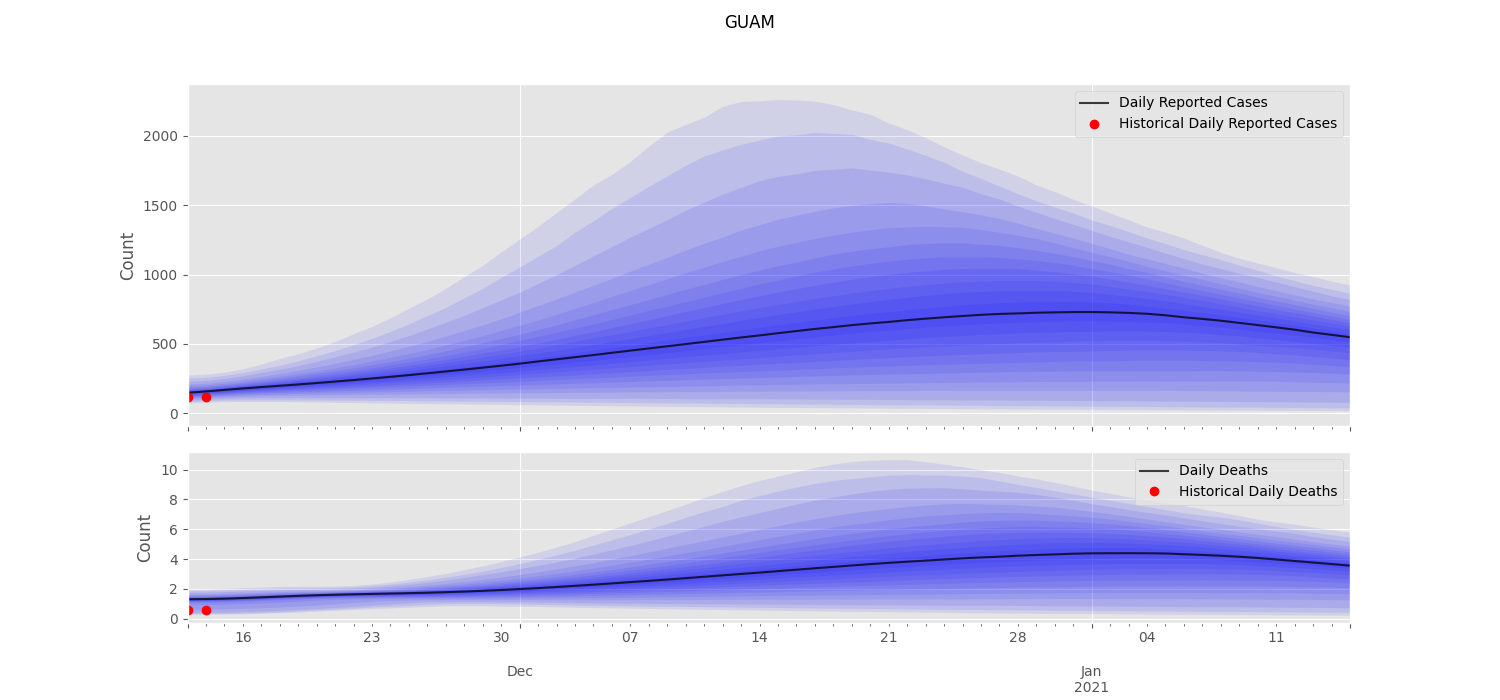 GUAM
Count
2000
1500
1000
500
0
Daily Reported Cases
Historical Daily Reported Cases
Count
10
8
6
4
2
0
Daily Deaths
Historical Daily Deaths
16 23 30 07 14 21 28 04 11
Dec Jan
2021